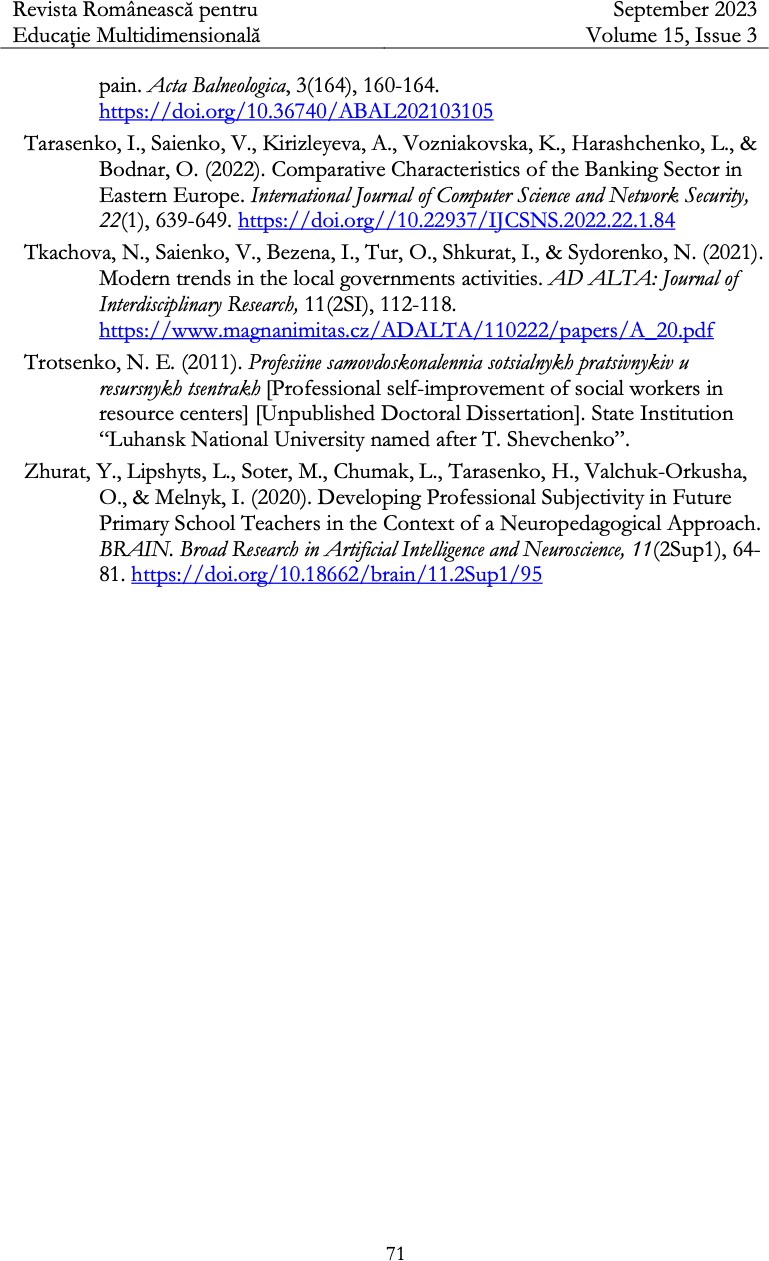 Revista Românească pentru
Educație Multidimensională
September 2023
Volume 15, Issue 3
pain. Acta Balneologica, 3(164), 160-164.
https://doi.org/10.36740/ABAL202103105
Tarasenko, I., Saienko, V., Kirizleyeva, A., Vozniakovska, K., Harashchenko, L., &
Bodnar, O. (2022). Comparative Characteristics of the Banking Sector in
Eastern Europe. International Journal of Computer Science and Network Security,
22(1), 639-649. https://doi.org//10.22937/IJCSNS.2022.22.1.84
Tkachova, N., Saienko, V., Bezena, I., Tur, O., Shkurat, I., & Sydorenko, N. (2021).
Modern trends in the local governments activities. AD ALTA: Journal of
Interdisciplinary Research, 11(2SI), 112-118.
https://www.magnanimitas.cz/ADALTA/110222/papers/A_20.pdf
Trotsenko, N. E. (2011). Profesiine samovdoskonalennia sotsialnykh pratsivnykiv u
resursnykh tsentrakh [Professional self-improvement of social workers in
resource centers] [Unpublished Doctoral Dissertation]. State Institution
“Luhansk National University named after T. Shevchenko”.
Zhurat, Y., Lipshyts, L., Soter, M., Chumak, L., Tarasenko, H., Valchuk-Orkusha,
O., & Melnyk, I. (2020). Developing Professional Subjectivity in Future
Primary School Teachers in the Context of a Neuropedagogical Approach.
BRAIN. Broad Research in Artificial Intelligence and Neuroscience, 11(2Sup1), 64-
81. https://doi.org/10.18662/brain/11.2Sup1/95
71